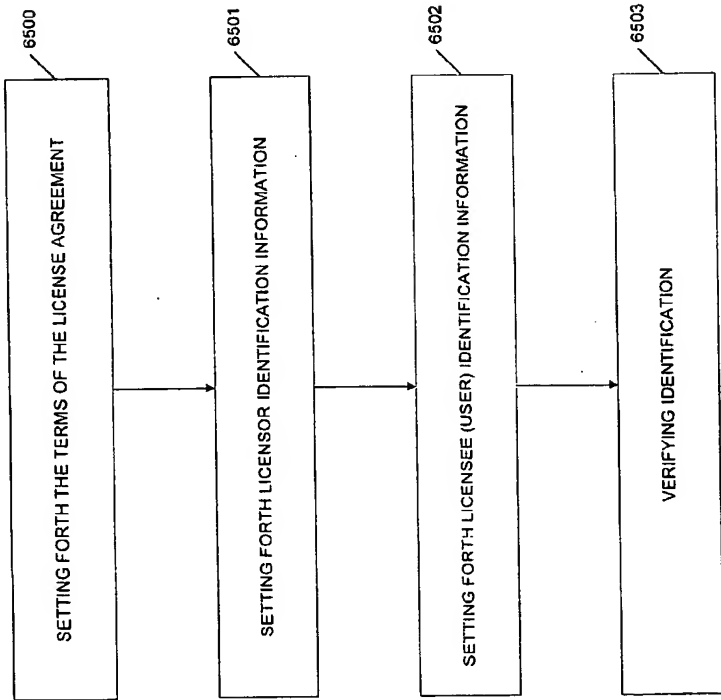 SETTING FORTH THE TERMS OF THE LICENSE AGREEMENT
6500
SETTING FORTH LICENSOR IDENTIFICATION INFORMATION
6501
SETTING FORTH LICENSEE (USER) IDENTIFICATION INFORMATION
6502
VERIFYING IDENTIFICATION
6503